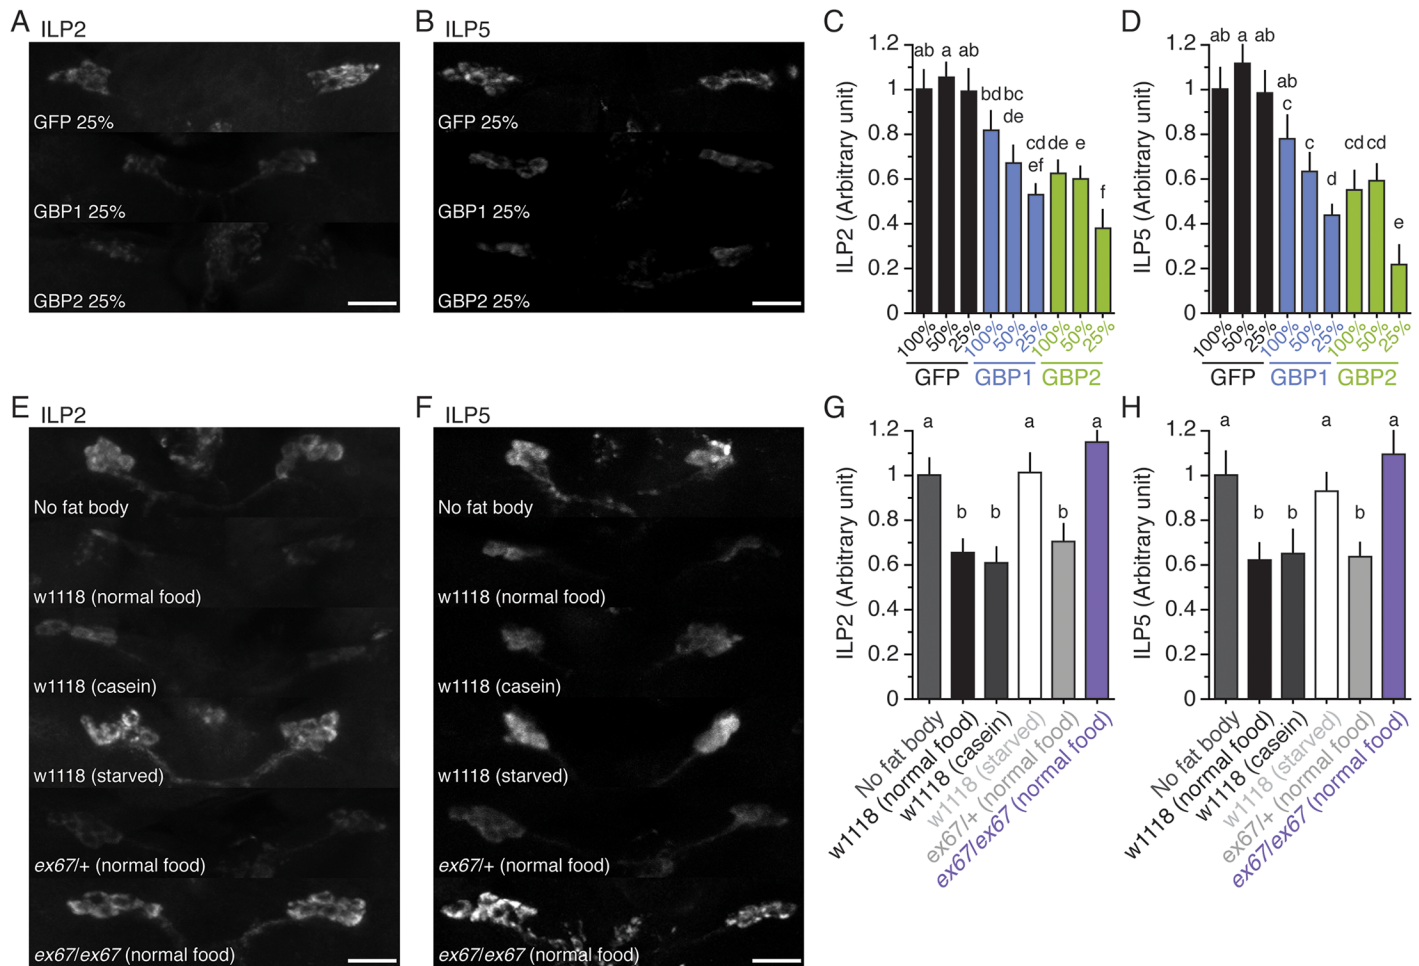 A ILP2
GFP 25%
GBP1 25%
GBP2 25%
B ILP5
GFP 25%
GBP1 25%
GBP2 25%
C
ILP2 (Arbitrary unit)
1.2
1
0.8
0.6
0.4
0.2
0
ab a ab
bd bc
de
cd de e
ef
f
100% 50% 25% 100% 50% 25% 100% 50% 25%
GFP GBP1 GBP2
D
ILP5 (Arbitrary unit)
1.2
1
0.8
0.6
0.4
0.2
0
ab a ab
ab
c
c
d
cd cd
e
100% 50% 25% 100% 50% 25% 100% 50% 25%
GFP GBP1 GBP2
E ILP2
No fat body
w1118 (normal food)
w1118 (casein)
w1118 (starved)
ex67/+ (normal food)
ex67/ex67 (normal food)
F ILP5
No fat body
w1118 (normal food)
w1118 (casein)
w1118 (starved)
ex67/+ (normal food)
ex67/ex67 (normal food)
G
ILP2 (Arbitrary unit)
1.2
1
0.8
0.6
0.4
0.2
0
a b b a b a
No fat body
w1118 (normal food)
w1118 (casein)
w1118 (starved)
ex67/+ (normal food)
ex67/ex67 (normal food)
H
ILP5 (Arbitrary unit)
1.2
1
0.8
0.6
0.4
0.2
0
a b b a b a
No fat body
w1118 (normal food)
w1118 (casein)
w1118 (starved)
ex67/+ (normal food)
ex67/ex67 (normal food)